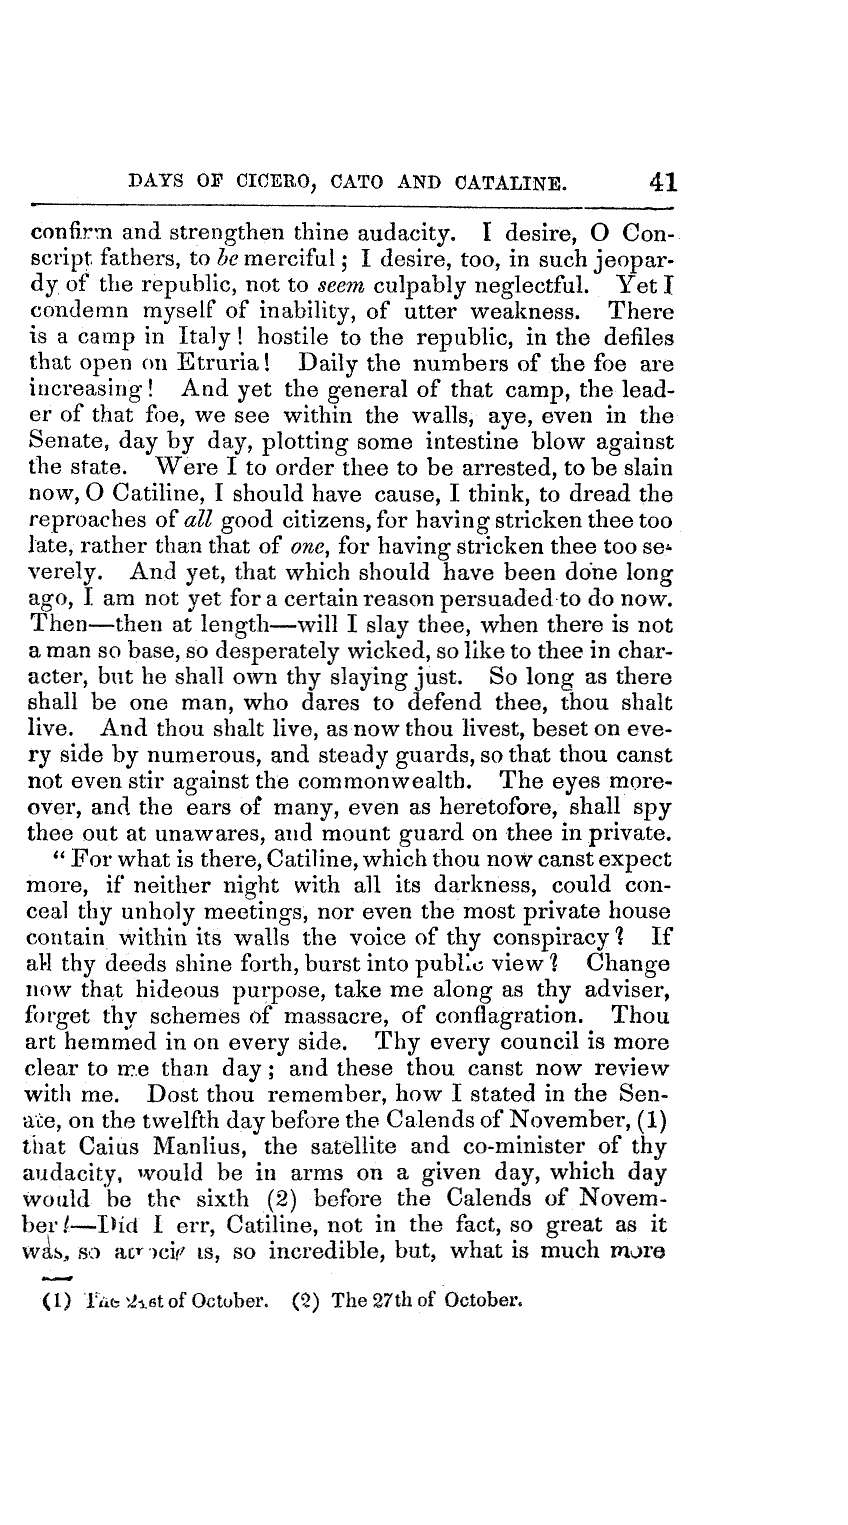 DAYS OF CICERO, CATO AND CATALINE. 41
confirm and strengthen thine audacity. I desire, O Con-
script fathers, to be merciful; I desire, too, in such jeopar-
dy of the republic, not to seem culpably neglectful. Yet I
condemn myself of inability, of utter weakness. There
is a camp in Italy! hostile to the republic, in the defiles
that open on Etruria! Daily the numbers of the foe are
increasing! And yet the general of that camp, the lead-
er of that foe, we see within the walls, aye, even in the
Senate, day by day, plotting some intestine blow against
the state. Were I to order thee to be arrested, to be slain
now, O Catiline, I should have cause, I think, to dread the
reproaches of all good citizens, for having stricken thee too
late, rather than that of one, for having stricken thee too se-
verely. And yet, that which should have been done long
ago, I am not yet for a certain reason persuaded to do now.
Then—then at length—will I slay thee, when there is not
a man so base, so desperately wicked, so like to thee in char-
acter, but he shall own thy slaying just. So long as there
shall be one man, who dares to defend thee, thou shalt
live. And thou shalt live, as now thou livest, beset on eve-
ry side by numerous, and steady guards, so that thou canst
not even stir against the commonwealth. The eyes more-
over, and the ears of many, even as heretofore, shall spy
thee out at unawares, and mount guard on thee in private.
“For what is there, Catiline, which thou now canst expect
more, if neither night with all its darkness, could con-
ceal thy unholy meetings, nor even the most private house
contain within its walls the voice of thy conspiracy? If
all thy deeds shine forth, burst into public view? Change
now that hideous purpose, take me along as thy adviser,
forget thy schemes of massacre, of conflagration. Thou
art hemmed in on every side. Thy every council is more
clear to me than day; and these thou canst now review
with me. Dost thou remember, how I stated in the Sen-
ate, on the twelfth day before the Calends of November, (1)
that Caius Manlius, the satellite and co-minister of thy
audacity, would be in arms on a given day, which day
would be the sixth (2) before the Calends of Novem-
ber!—Did I err, Catiline, not in the fact, so great as it
was, so is, so incredible, but, what is much more
(1) The 21st of October. (2) The 27th of October.